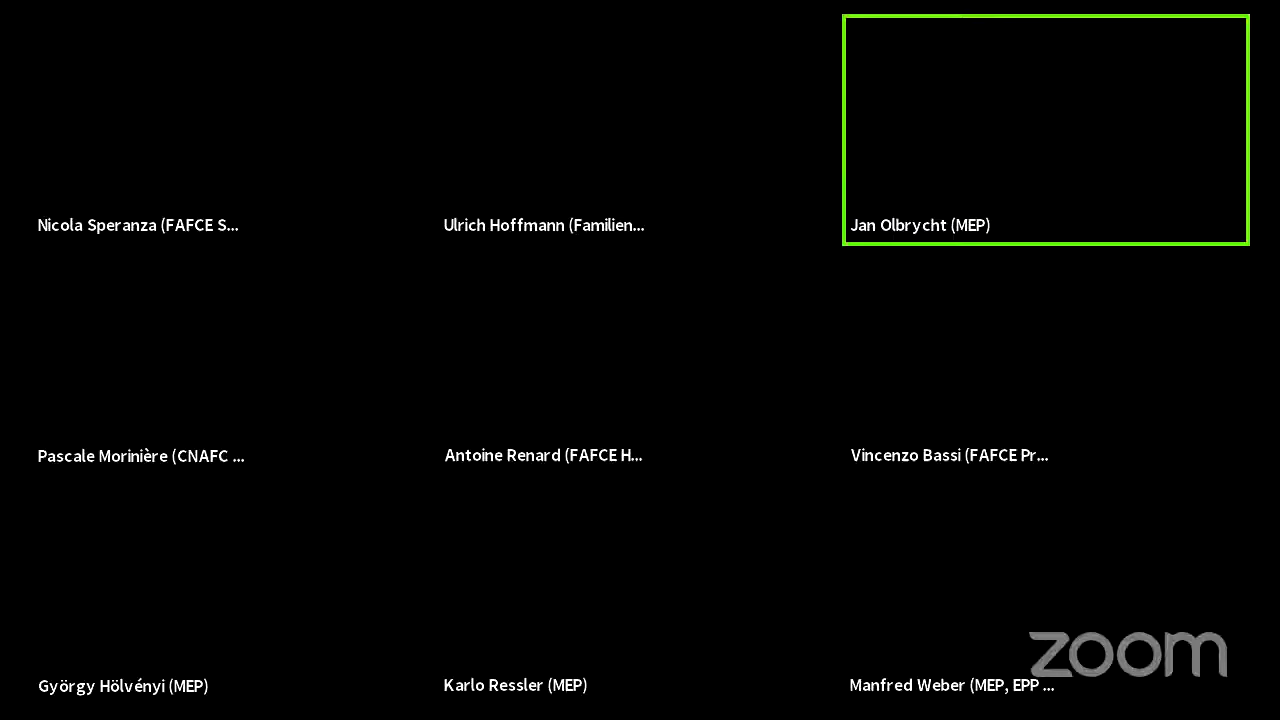 Nicola Speranza (FAFCE S...
Ulrich Hoffmann (Familien...
Jan Olbrycht (MEP)
Pascale Morinière (CNAFC ...
Antoine Renard (FAFCE H...
Vincenzo Bassi (FAFCE Pr...
György Hölvényi (MEP)
Karlo Ressler (MEP)
Manfred Weber (MEP, EPP ...
zoom